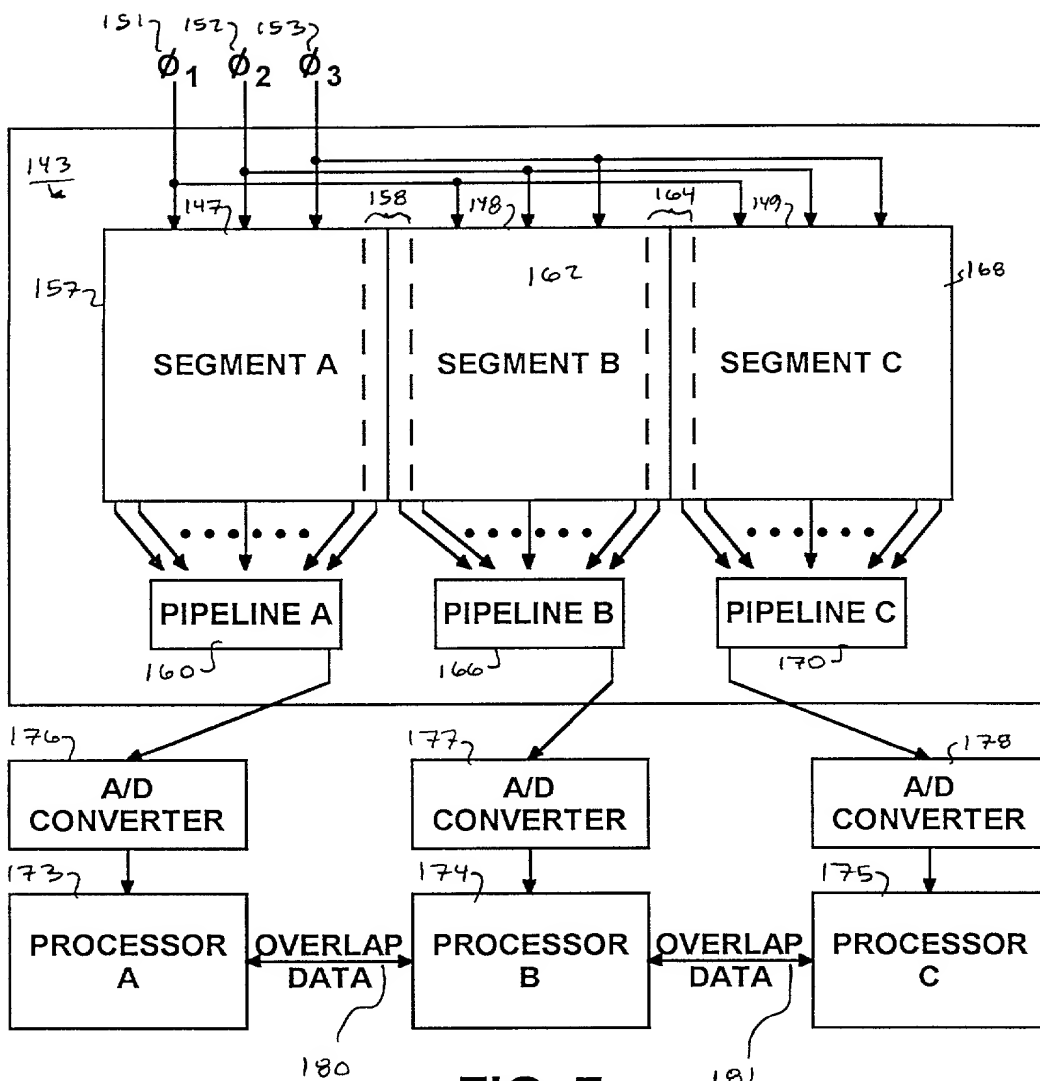 151 152 153
Ø1 Ø2 Ø3
143
147 158 148 164 149
157 162 168
SEGMENT A SEGMENT B SEGMENT C
PIPELINE A PIPELINE B PIPELINE C
160 166 170
176 177 178
A/D CONVERTER A/D CONVERTER A/D CONVERTER
173 174 175
PROCESSOR A OVERLAP DATA PROCESSOR B OVERLAP DATA PROCESSOR C
180 181